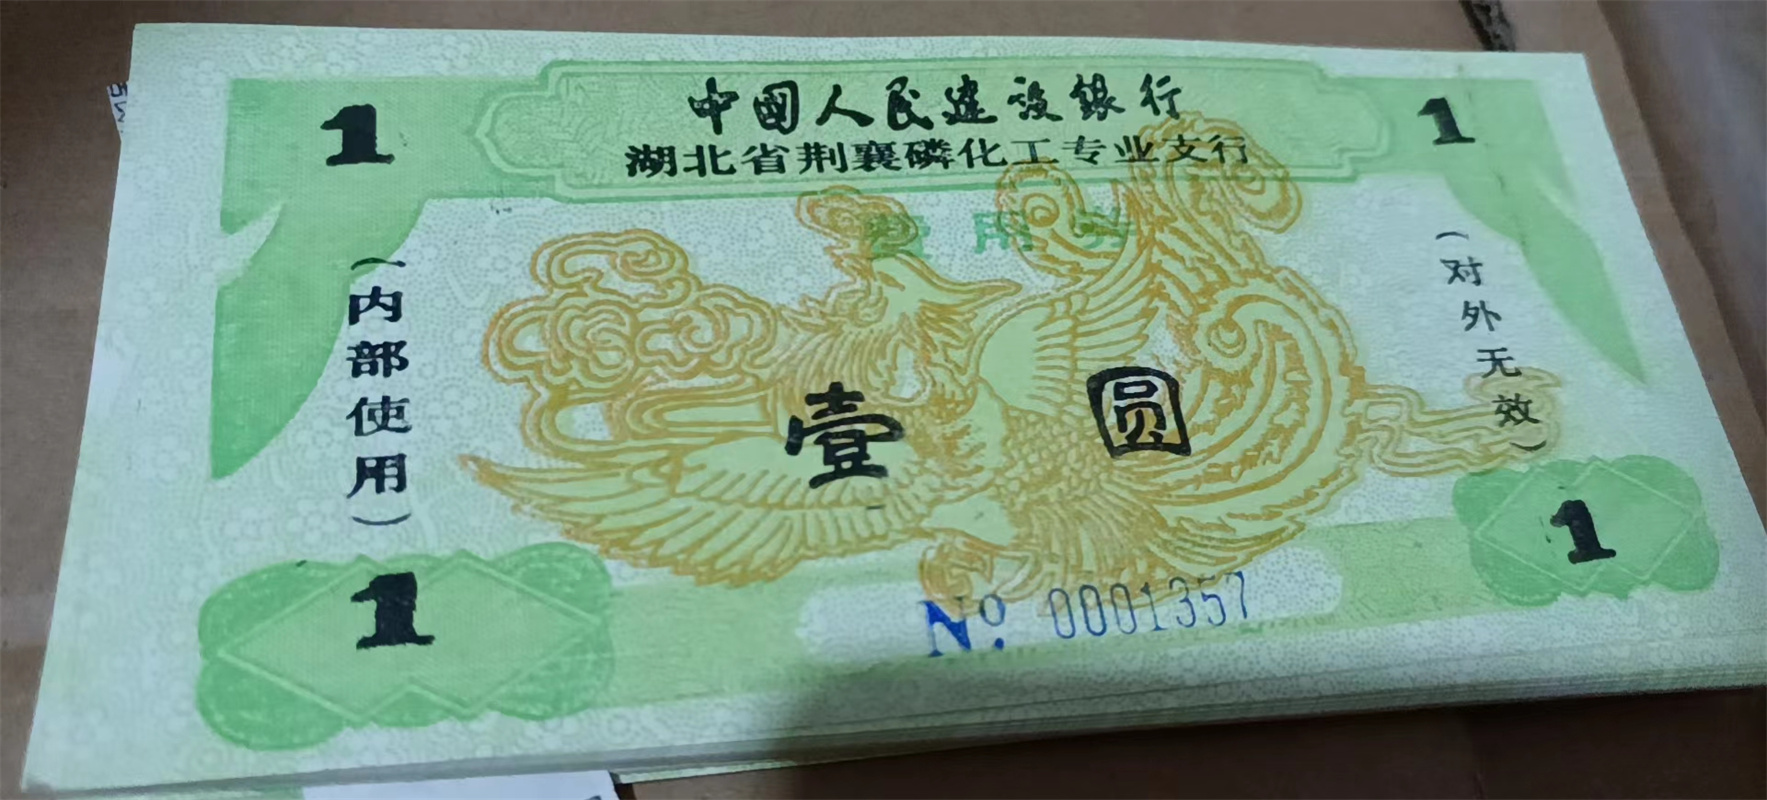 中国人民建设银行
湖北省荆襄磷化工专业支行
1
1
（内部使用）
（对外无效）
壹圆
1
1
№ 0001357